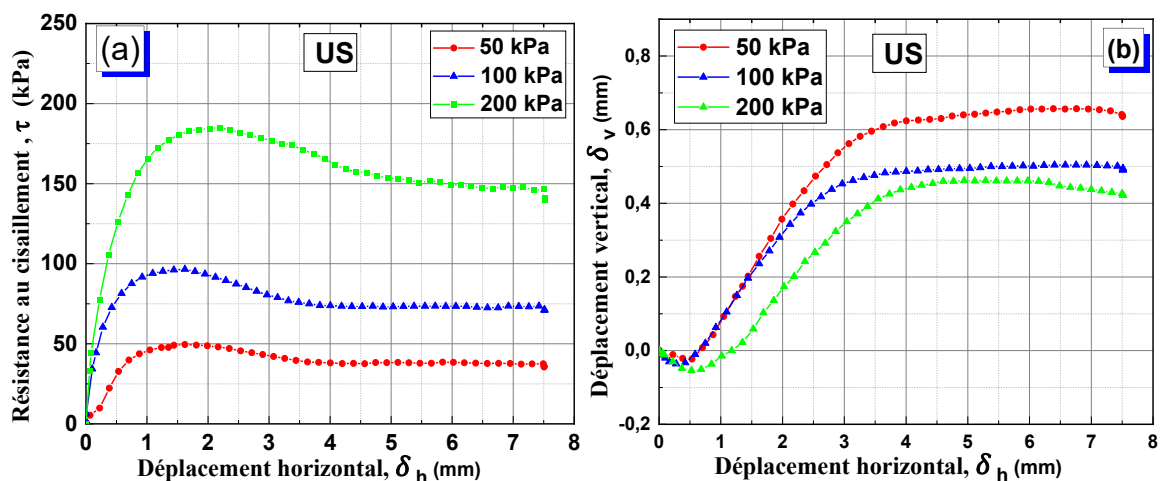 (a)
US
50 kPa
100 kPa
200 kPa
Résistance au cisaillement , τ (kPa)
250
200
150
100
50
0
0 1 2 3 4 5 6 7 8
Déplacement horizontal, δ h (mm)
(b)
US
50 kPa
100 kPa
200 kPa
Déplacement vertical, δ v (mm)
0,8
0,6
0,4
0,2
0,0
-0,2
0 1 2 3 4 5 6 7 8
Déplacement horizontal, δ h (mm)